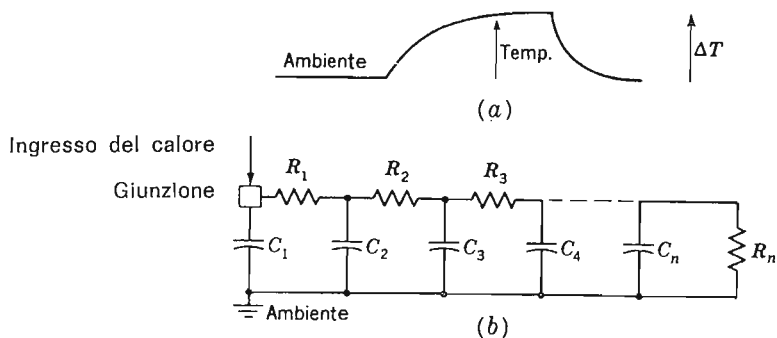 Ambiente
Temp.
ΔT
(a)
Ingresso del calore
Giunzione
R₁
R₂
R₃
C₁
C₂
C₃
C₄
Cₙ
Rₙ
Ambiente
(b)